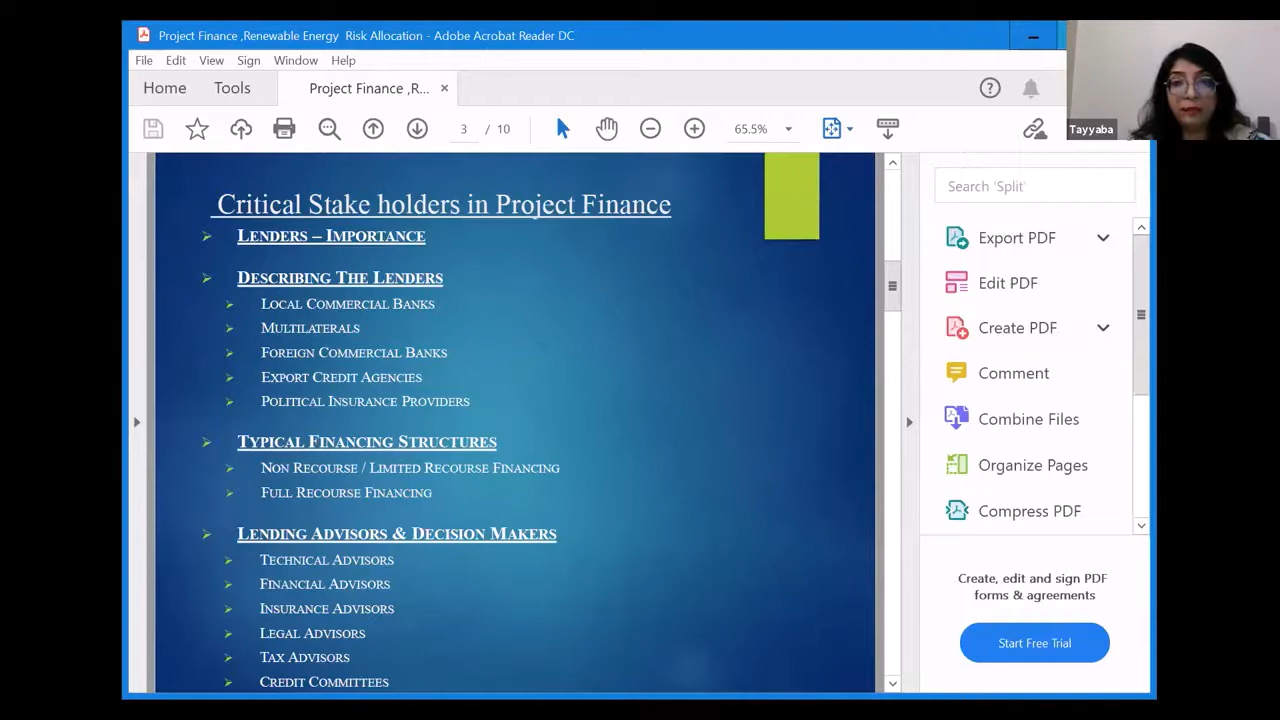 Project Finance ,Renewable Energy  Risk Allocation - Adobe Acrobat Reader DC
File Edit View Sign Window Help
Home Tools Project Finance ,R... ×
3 / 10 65.5%
Tayyaba
Critical Stake holders in Project Finance
LENDERS – IMPORTANCE
DESCRIBING THE LENDERS
LOCAL COMMERCIAL BANKS
MULTILATERALS
FOREIGN COMMERCIAL BANKS
EXPORT CREDIT AGENCIES
POLITICAL INSURANCE PROVIDERS
TYPICAL FINANCING STRUCTURES
NON RECOURSE / LIMITED RECOURSE FINANCING
FULL RECOURSE FINANCING
LENDING ADVISORS & DECISION MAKERS
TECHNICAL ADVISORS
FINANCIAL ADVISORS
INSURANCE ADVISORS
LEGAL ADVISORS
TAX ADVISORS
CREDIT COMMITTEES
Search 'Split'
Export PDF
Edit PDF
Create PDF
Comment
Combine Files
Organize Pages
Compress PDF
Create, edit and sign PDF
forms & agreements
Start Free Trial